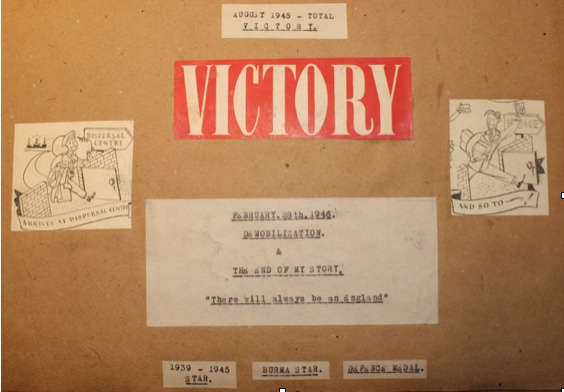 AUGUST 1945 - TOTAL
VICTORY.
VICTORY
DISPERSAL
CENTRE
ARRIVES AT DISPERSAL CENTRE
AND SO TO —
FEBRUARY. 1946.
DEMOBILIZATION.
&
THE END OF MY STORY.
"There will always be an England"
1939 - 1945
STAR.
BURMA STAR.
DEFENCE MEDAL.